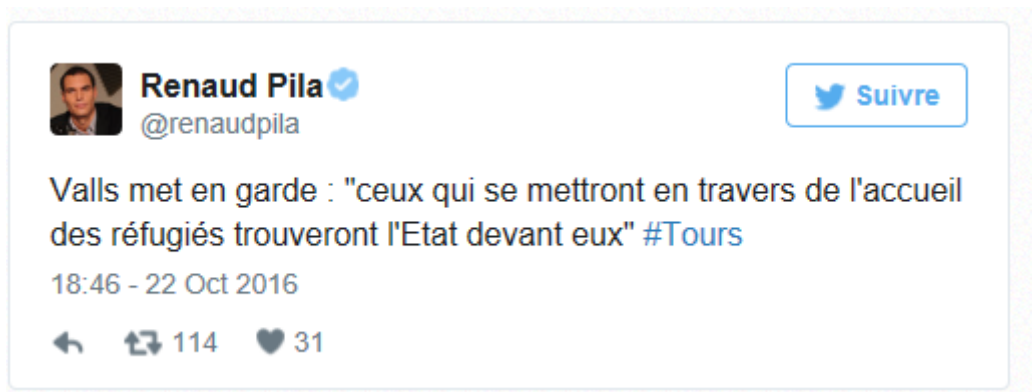 Renaud Pila
Suivre
@renaudpila
Valls met en garde : "ceux qui se mettront en travers de l'accueil
des réfugiés trouveront l'Etat devant eux" #Tours
18:46 - 22 Oct 2016
114 31